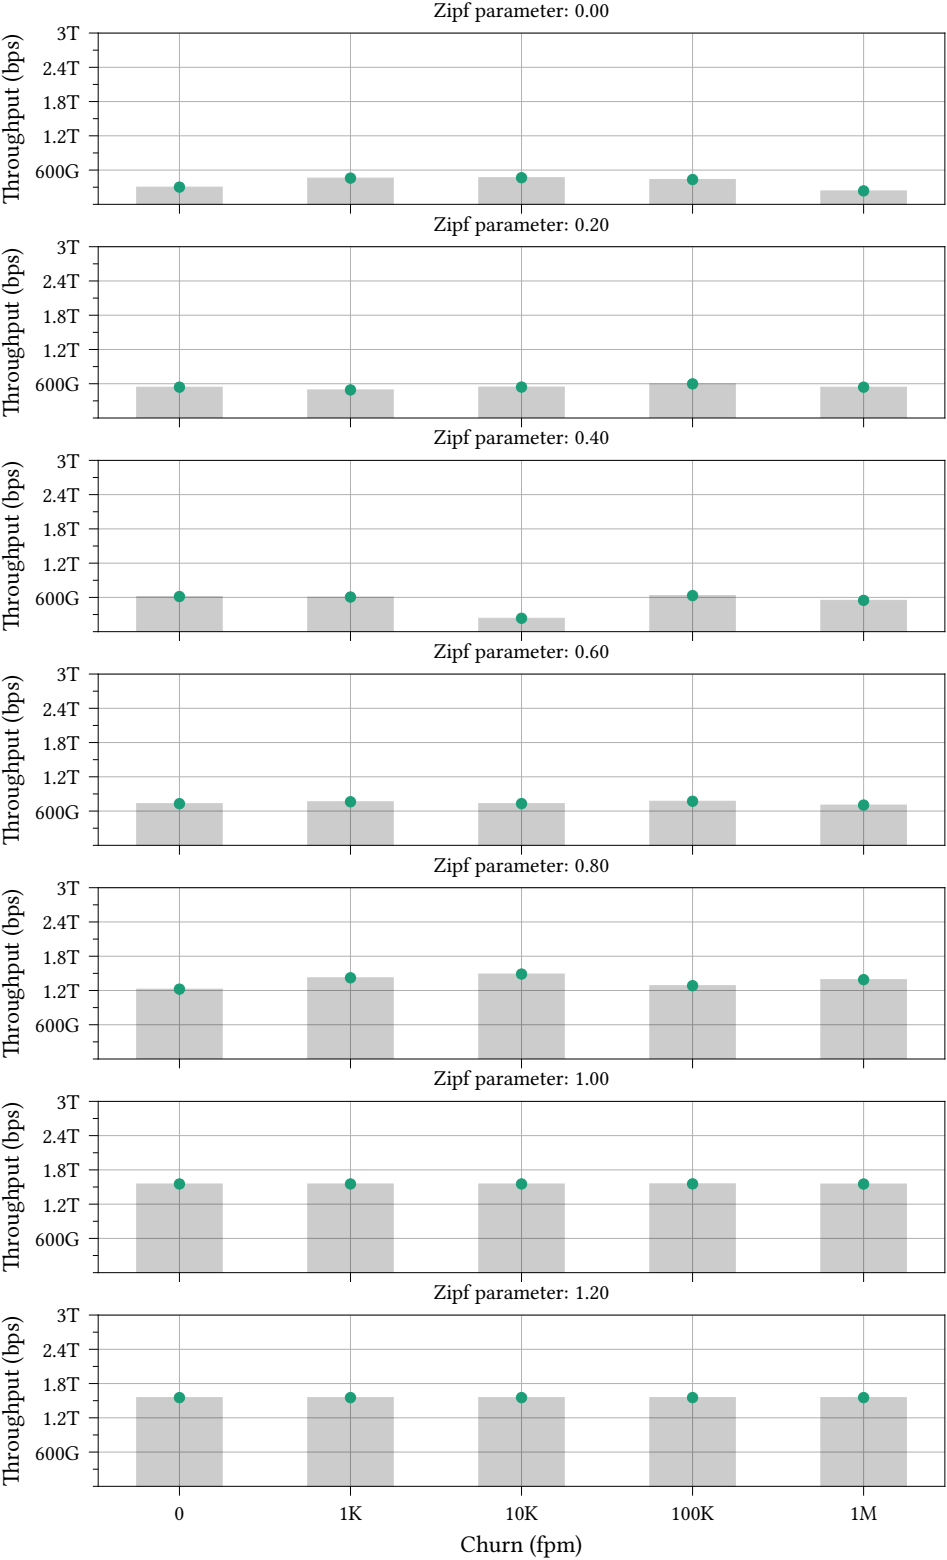 Zipf parameter: 0.00
Throughput (bps)
3T
2.4T
1.8T
1.2T
600G
Zipf parameter: 0.20
Throughput (bps)
3T
2.4T
1.8T
1.2T
600G
Zipf parameter: 0.40
Throughput (bps)
3T
2.4T
1.8T
1.2T
600G
Zipf parameter: 0.60
Throughput (bps)
3T
2.4T
1.8T
1.2T
600G
Zipf parameter: 0.80
Throughput (bps)
3T
2.4T
1.8T
1.2T
600G
Zipf parameter: 1.00
Throughput (bps)
3T
2.4T
1.8T
1.2T
600G
Zipf parameter: 1.20
Throughput (bps)
3T
2.4T
1.8T
1.2T
600G
0 1K 10K 100K 1M
Churn (fpm)